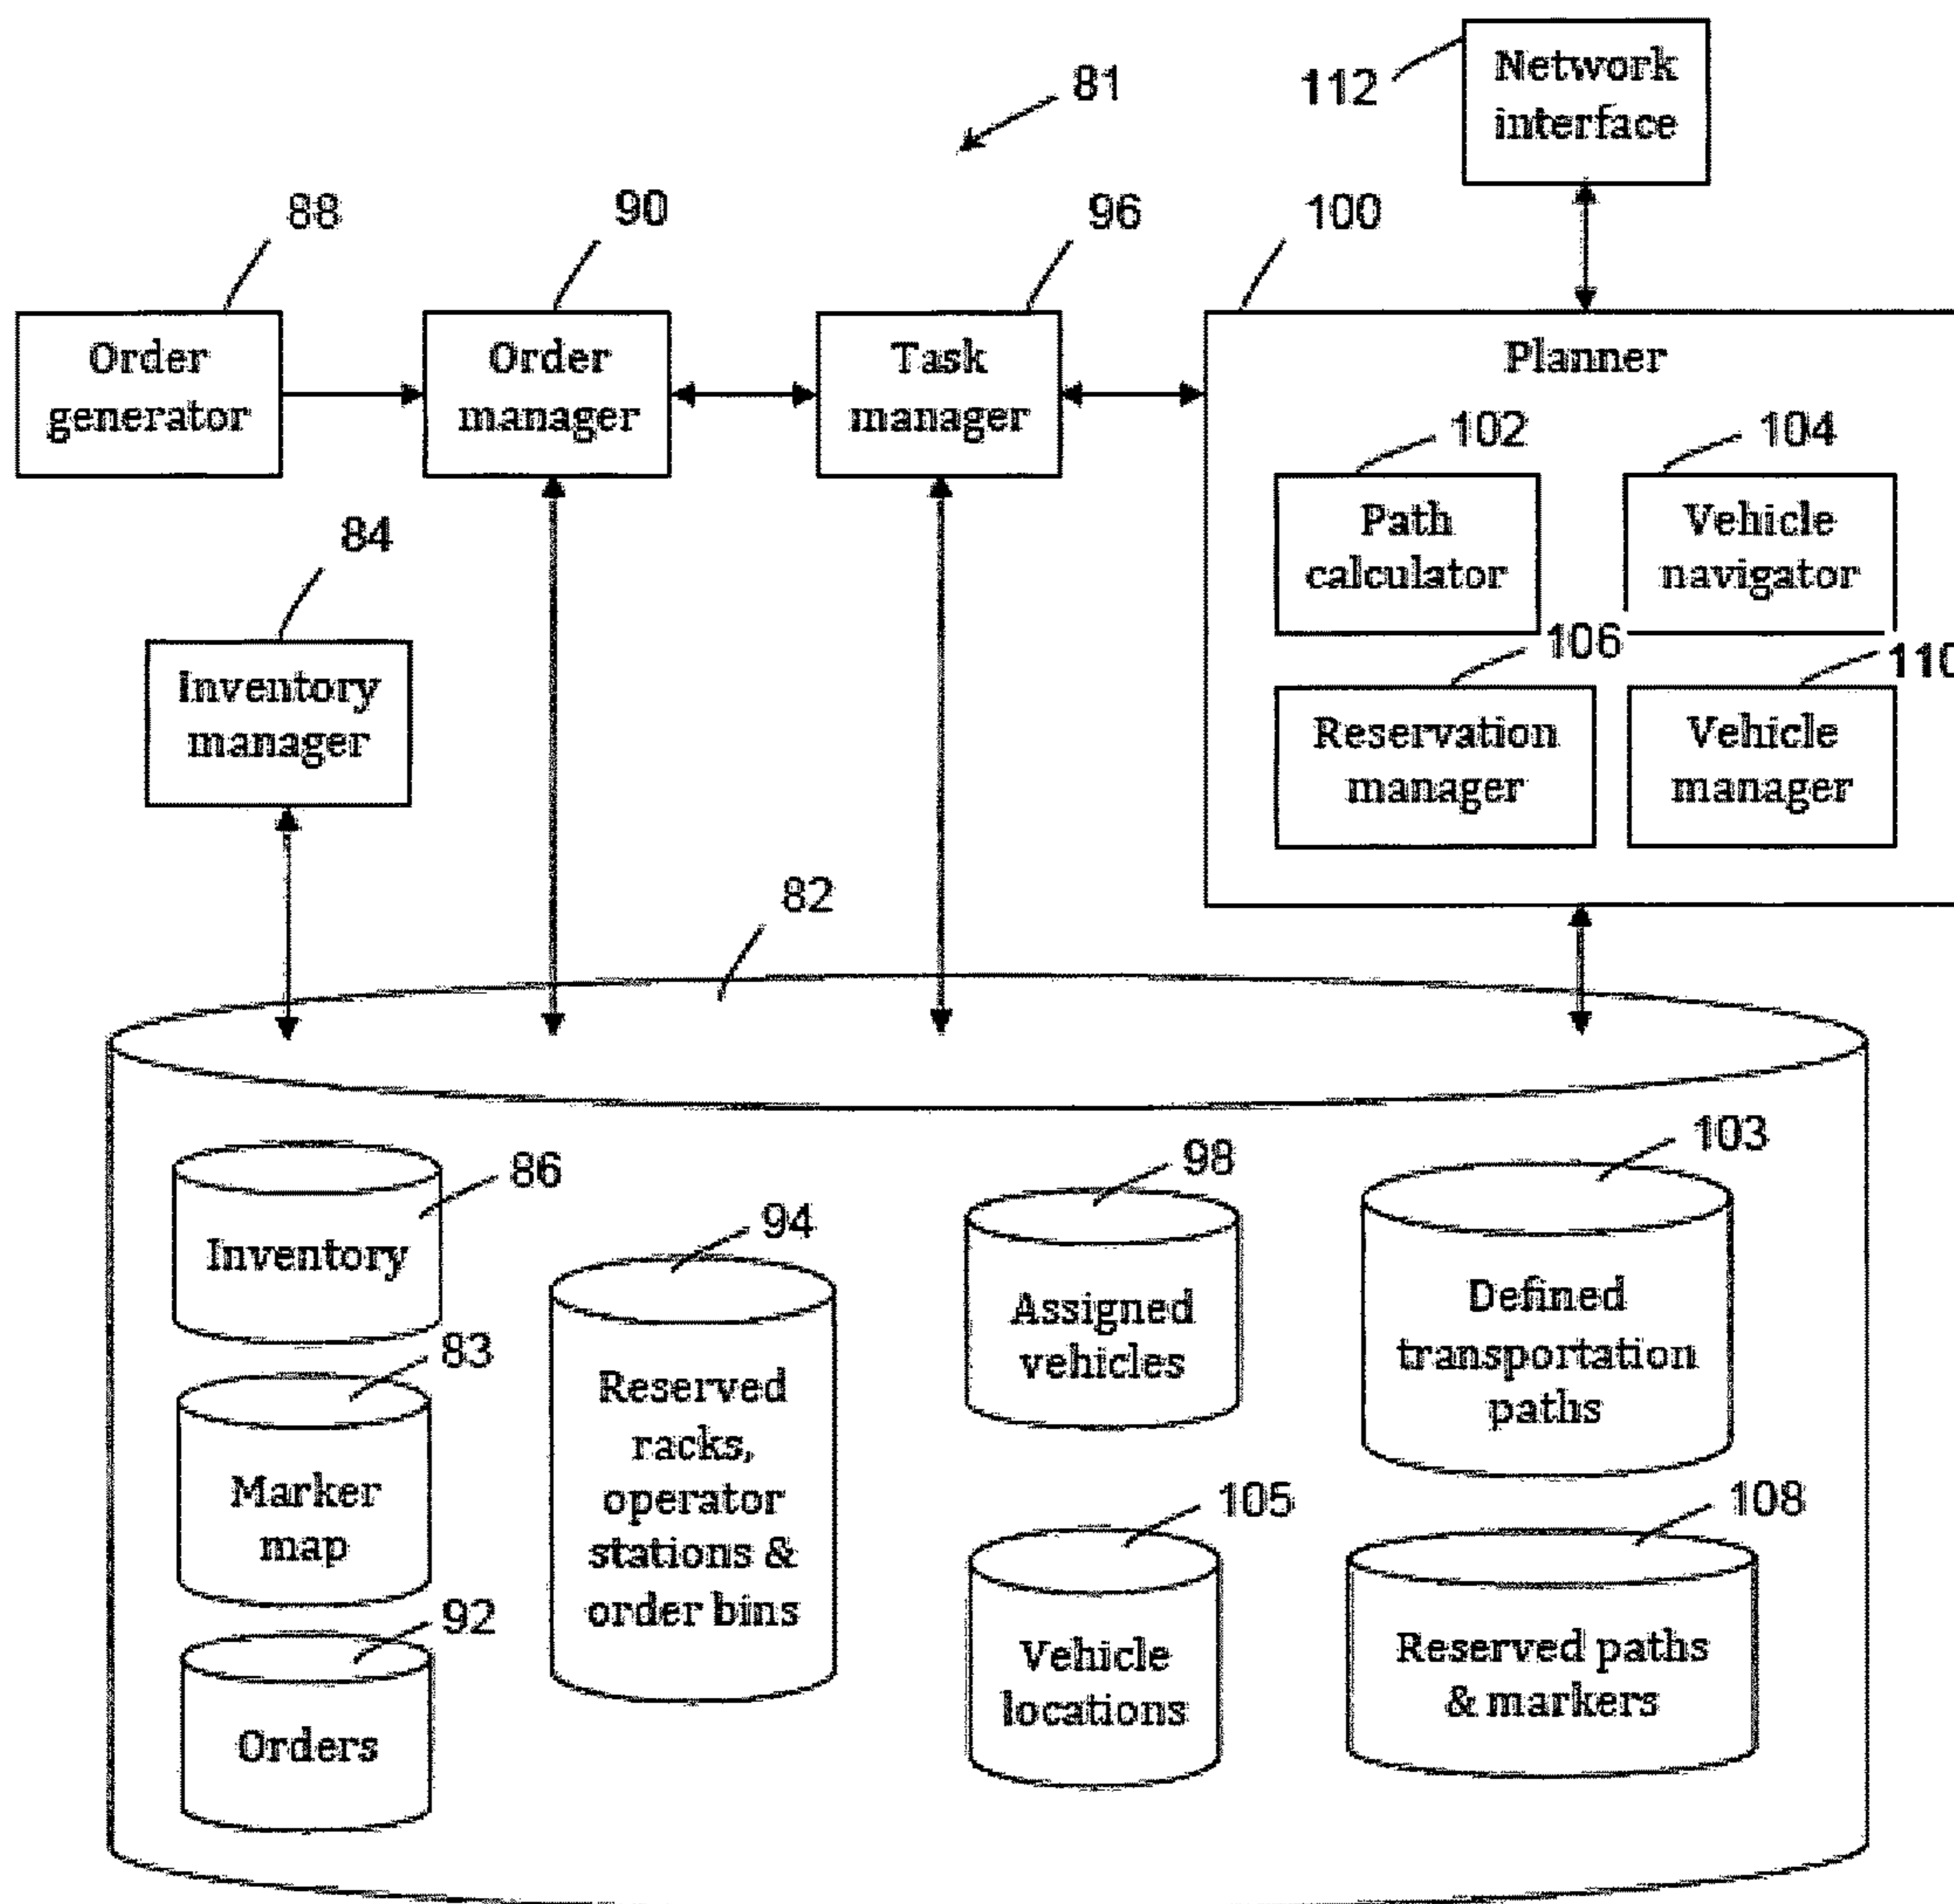 81
112
Network
interface
88
90
96
100
Order
generator
Order
manager
Task
manager
Planner
102
104
Path
calculator
Vehicle
navigator
84
106
110
Inventory
manager
Reservation
manager
Vehicle
manager
82
86
Inventory
94
98
103
Assigned
vehicles
Defined
transportation
paths
83
Marker
map
Reserved
racks,
operator
stations &
order bins
105
108
92
Orders
Vehicle
locations
Reserved paths
& markers